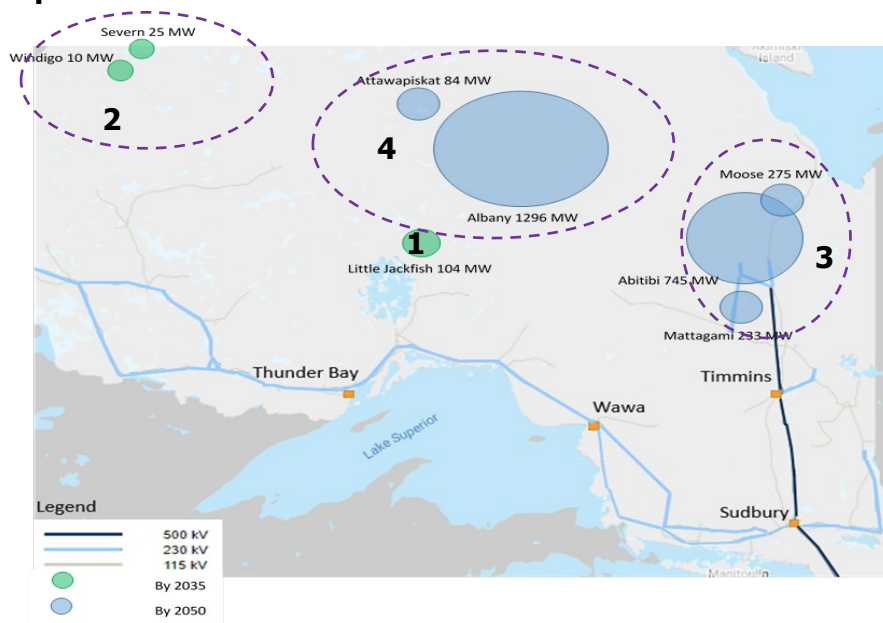 Severn 25 MW
Windigo 10 MW
2
Attawapiskat 84 MW
4
Albany 1296 MW
Akimiski
Island
Moose 275 MW
3
Abitibi 745 MW
Mattagami 233 MW
1
Little Jackfish 104 MW
Thunder Bay
Timmins
Wawa
Lake Superior
Sudbury
Legend
500 kV
230 kV
115 kV
By 2035
By 2050